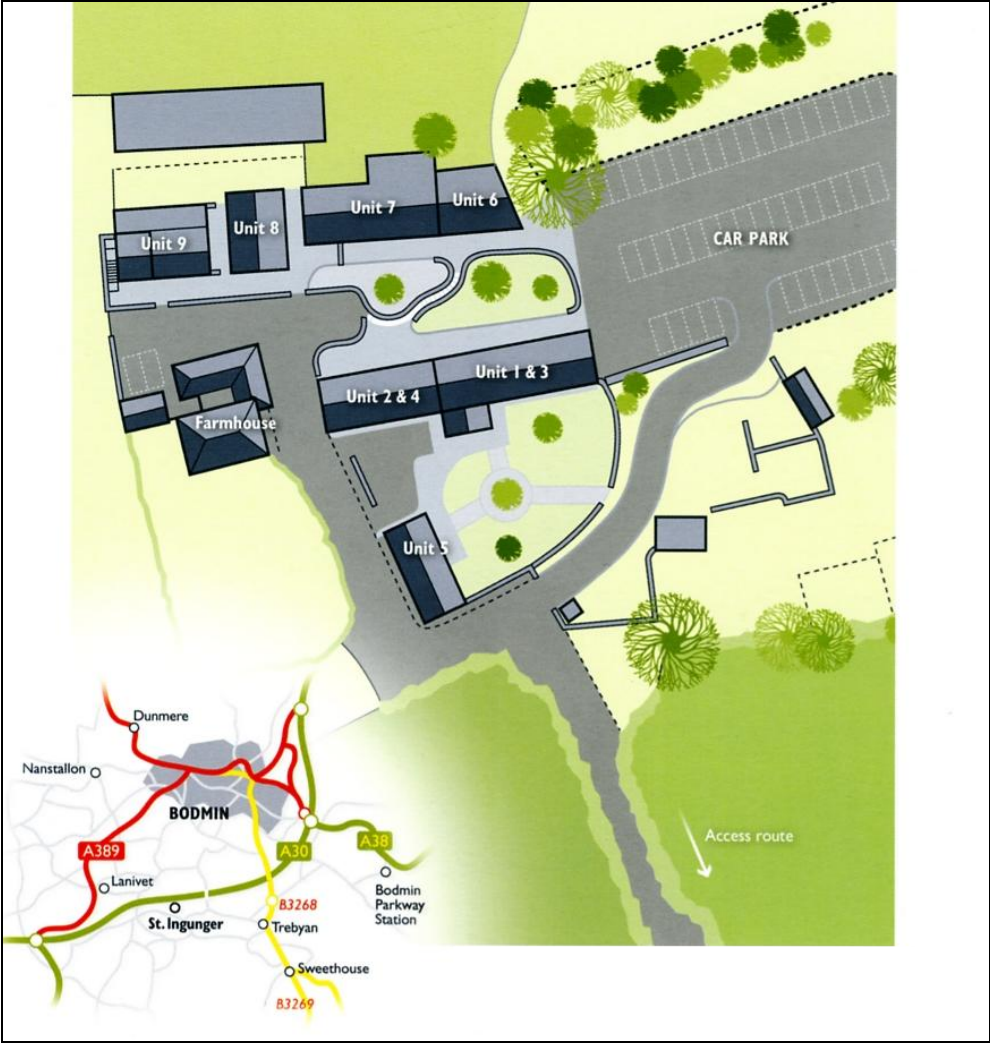 Unit 7
Unit 6
Unit 8
Unit 9
CAR PARK
Unit 1 & 3
Unit 2 & 4
Farmhouse
Unit 5
Dunmere
Nanstallon
BODMIN
A389
A30
A38
Access route
Lanivet
Bodmin
Parkway
Station
B3268
St. Ingunger
Trebyan
Sweethouse
B3269